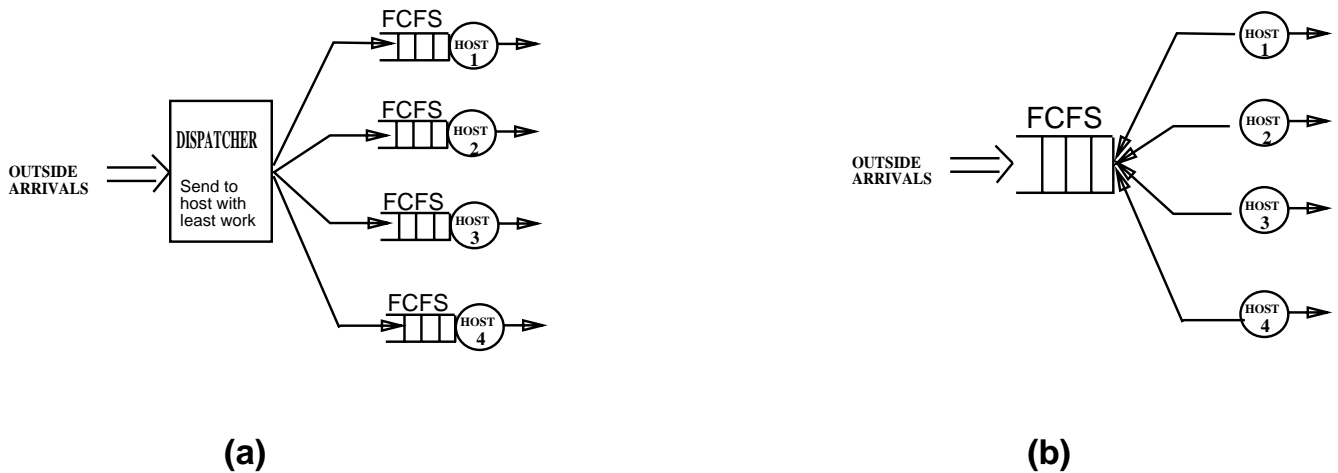 FCFS
HOST
1
FCFS
HOST
2
DISPATCHER
Send to
host with
least work
OUTSIDE
ARRIVALS
FCFS
HOST
3
FCFS
HOST
4
(a)
HOST
1
FCFS
HOST
2
OUTSIDE
ARRIVALS
HOST
3
HOST
4
(b)